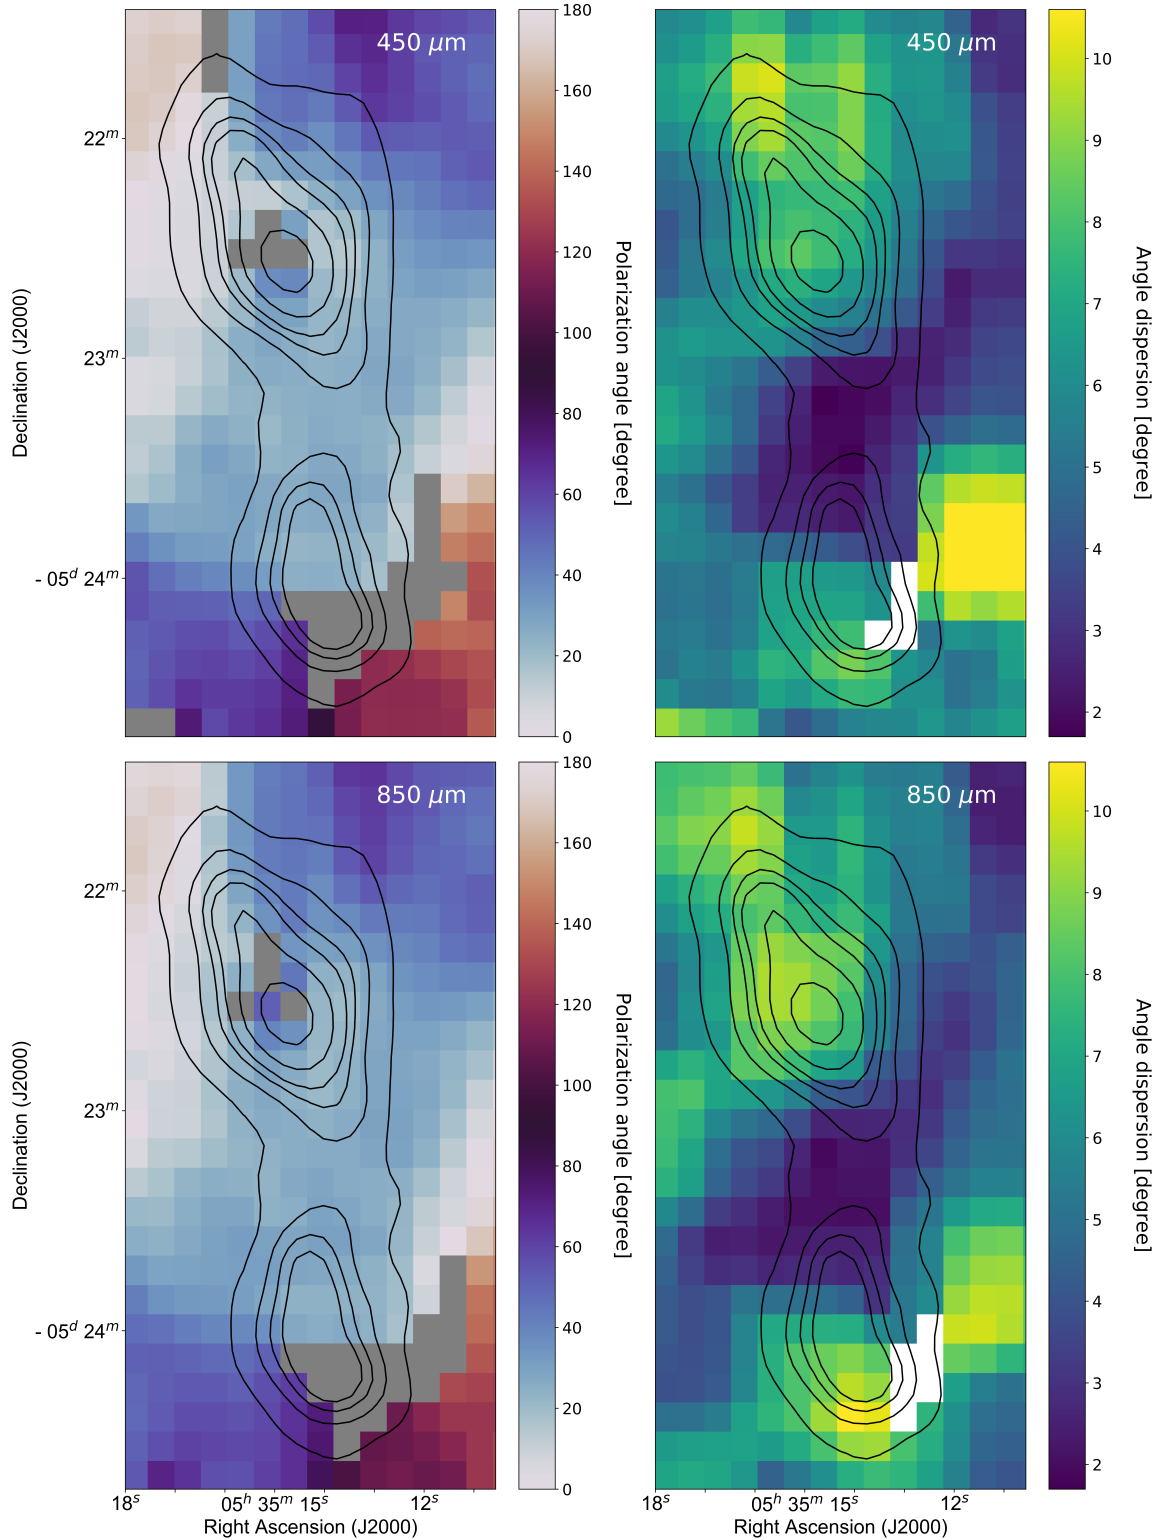 450 μm
180
160
140
120
100
80
60
40
20
0
Polarization angle [degree]
22ᵐ
23ᵐ
- 05ᵈ 24ᵐ
Declination (J2000)
450 μm
10
9
8
7
6
5
4
3
2
Angle dispersion [degree]
850 μm
180
160
140
120
100
80
60
40
20
0
Polarization angle [degree]
22ᵐ
23ᵐ
- 05ᵈ 24ᵐ
Declination (J2000)
18ˢ 05ʰ 35ᵐ 15ˢ 12ˢ
Right Ascension (J2000)
850 μm
10
9
8
7
6
5
4
3
2
Angle dispersion [degree]
18ˢ 05ʰ 35ᵐ 15ˢ 12ˢ
Right Ascension (J2000)